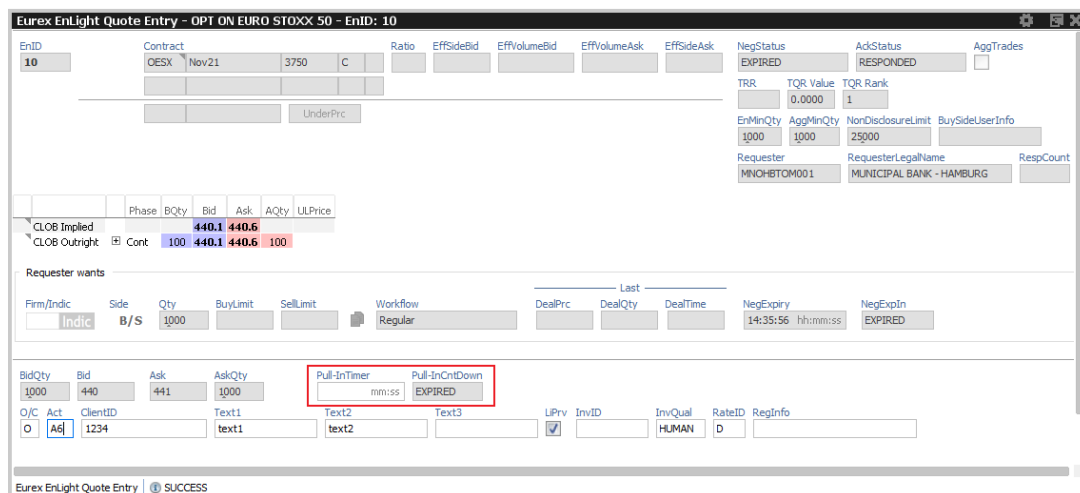 Eurex EnLight Quote Entry - OPT ON EURO STOXX 50 - EnID: 10
EnID Contract Ratio EffSideBid EffVolumeBid EffVolumeAsk EffSideAsk NegStatus AckStatus AggTrades
10 OESX Nov21 3750 C EXPIRED RESPONDED
TRR TQR Value TQR Rank
0.0000 1
UnderPrc
EnMinQty AggMinQty NonDisclosureLimit BuySideUserInfo
1000 1000 25000
Requester RequesterLegalName RespCount
MNOHBTOM001 MUNICIPAL BANK - HAMBURG
Phase BQty Bid Ask AQty ULPrice
CLOB Implied 440.1 440.6
CLOB Outright Cont 100 440.1 440.6 100
Requester wants
Last
Firm/Indic Side Qty BuyLimit SellLimit Workflow DealPrc DealQty DealTime NegExpiry NegExpIn
Indic B/S 1000 Regular 14:35:56 hh:mm:ss EXPIRED
BidQty Bid Ask AskQty Pull-InTimer Pull-InCntDown
1000 440 441 1000 mm:ss EXPIRED
O/C Act ClientID Text1 Text2 Text3 LiPrv InvID InvQual RateID RegInfo
O A6 1234 text1 text2 HUMAN D
Eurex EnLight Quote Entry SUCCESS